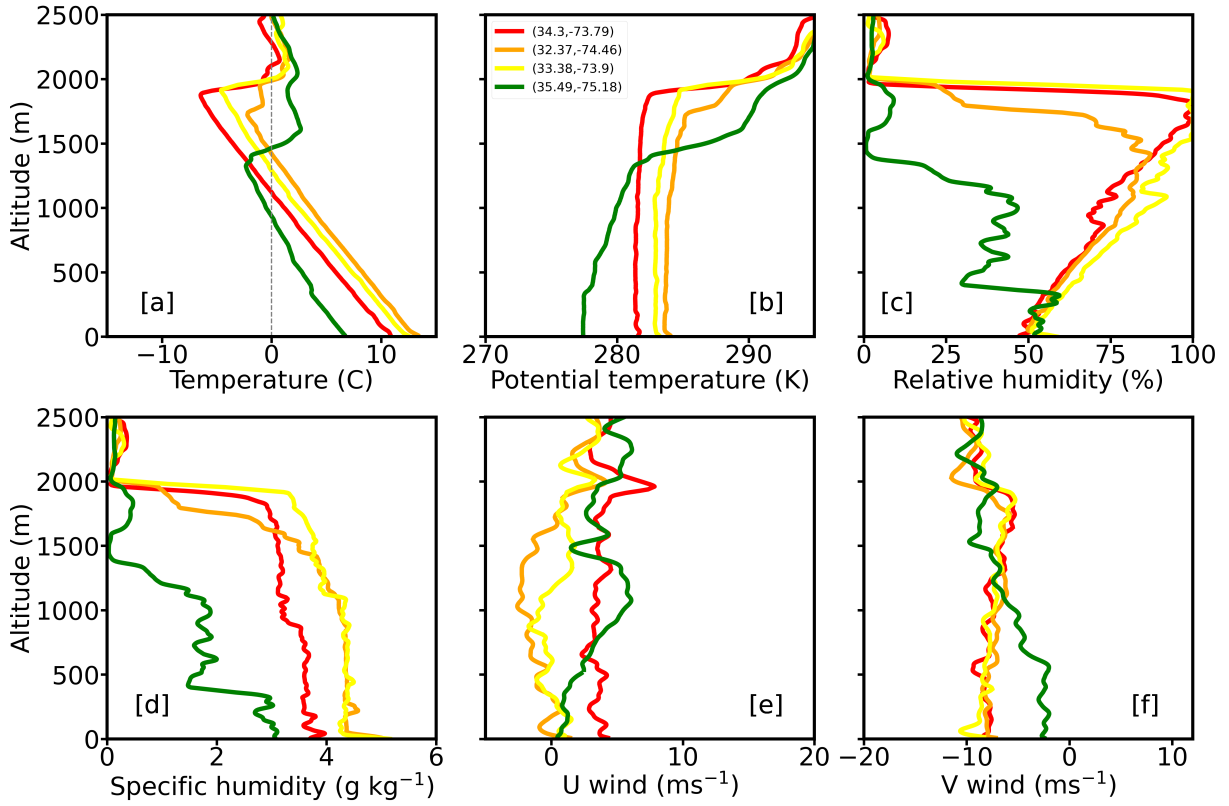 2500
2000
1500
1000
500
0
Altitude (m)
−10
0
10
Temperature (C)
[a]
(34.3,-73.79)
(32.37,-74.46)
(33.38,-73.9)
(35.49,-75.18)
[b]
270
280
290
Potential temperature (K)
[c]
0
25
50
75
100
Relative humidity (%)
2500
2000
1500
1000
500
0
Altitude (m)
[d]
0
2
4
6
Specific humidity (g kg−1)
[e]
0
10
20
U wind (ms−1)
[f]
−20
−10
0
10
V wind (ms−1)